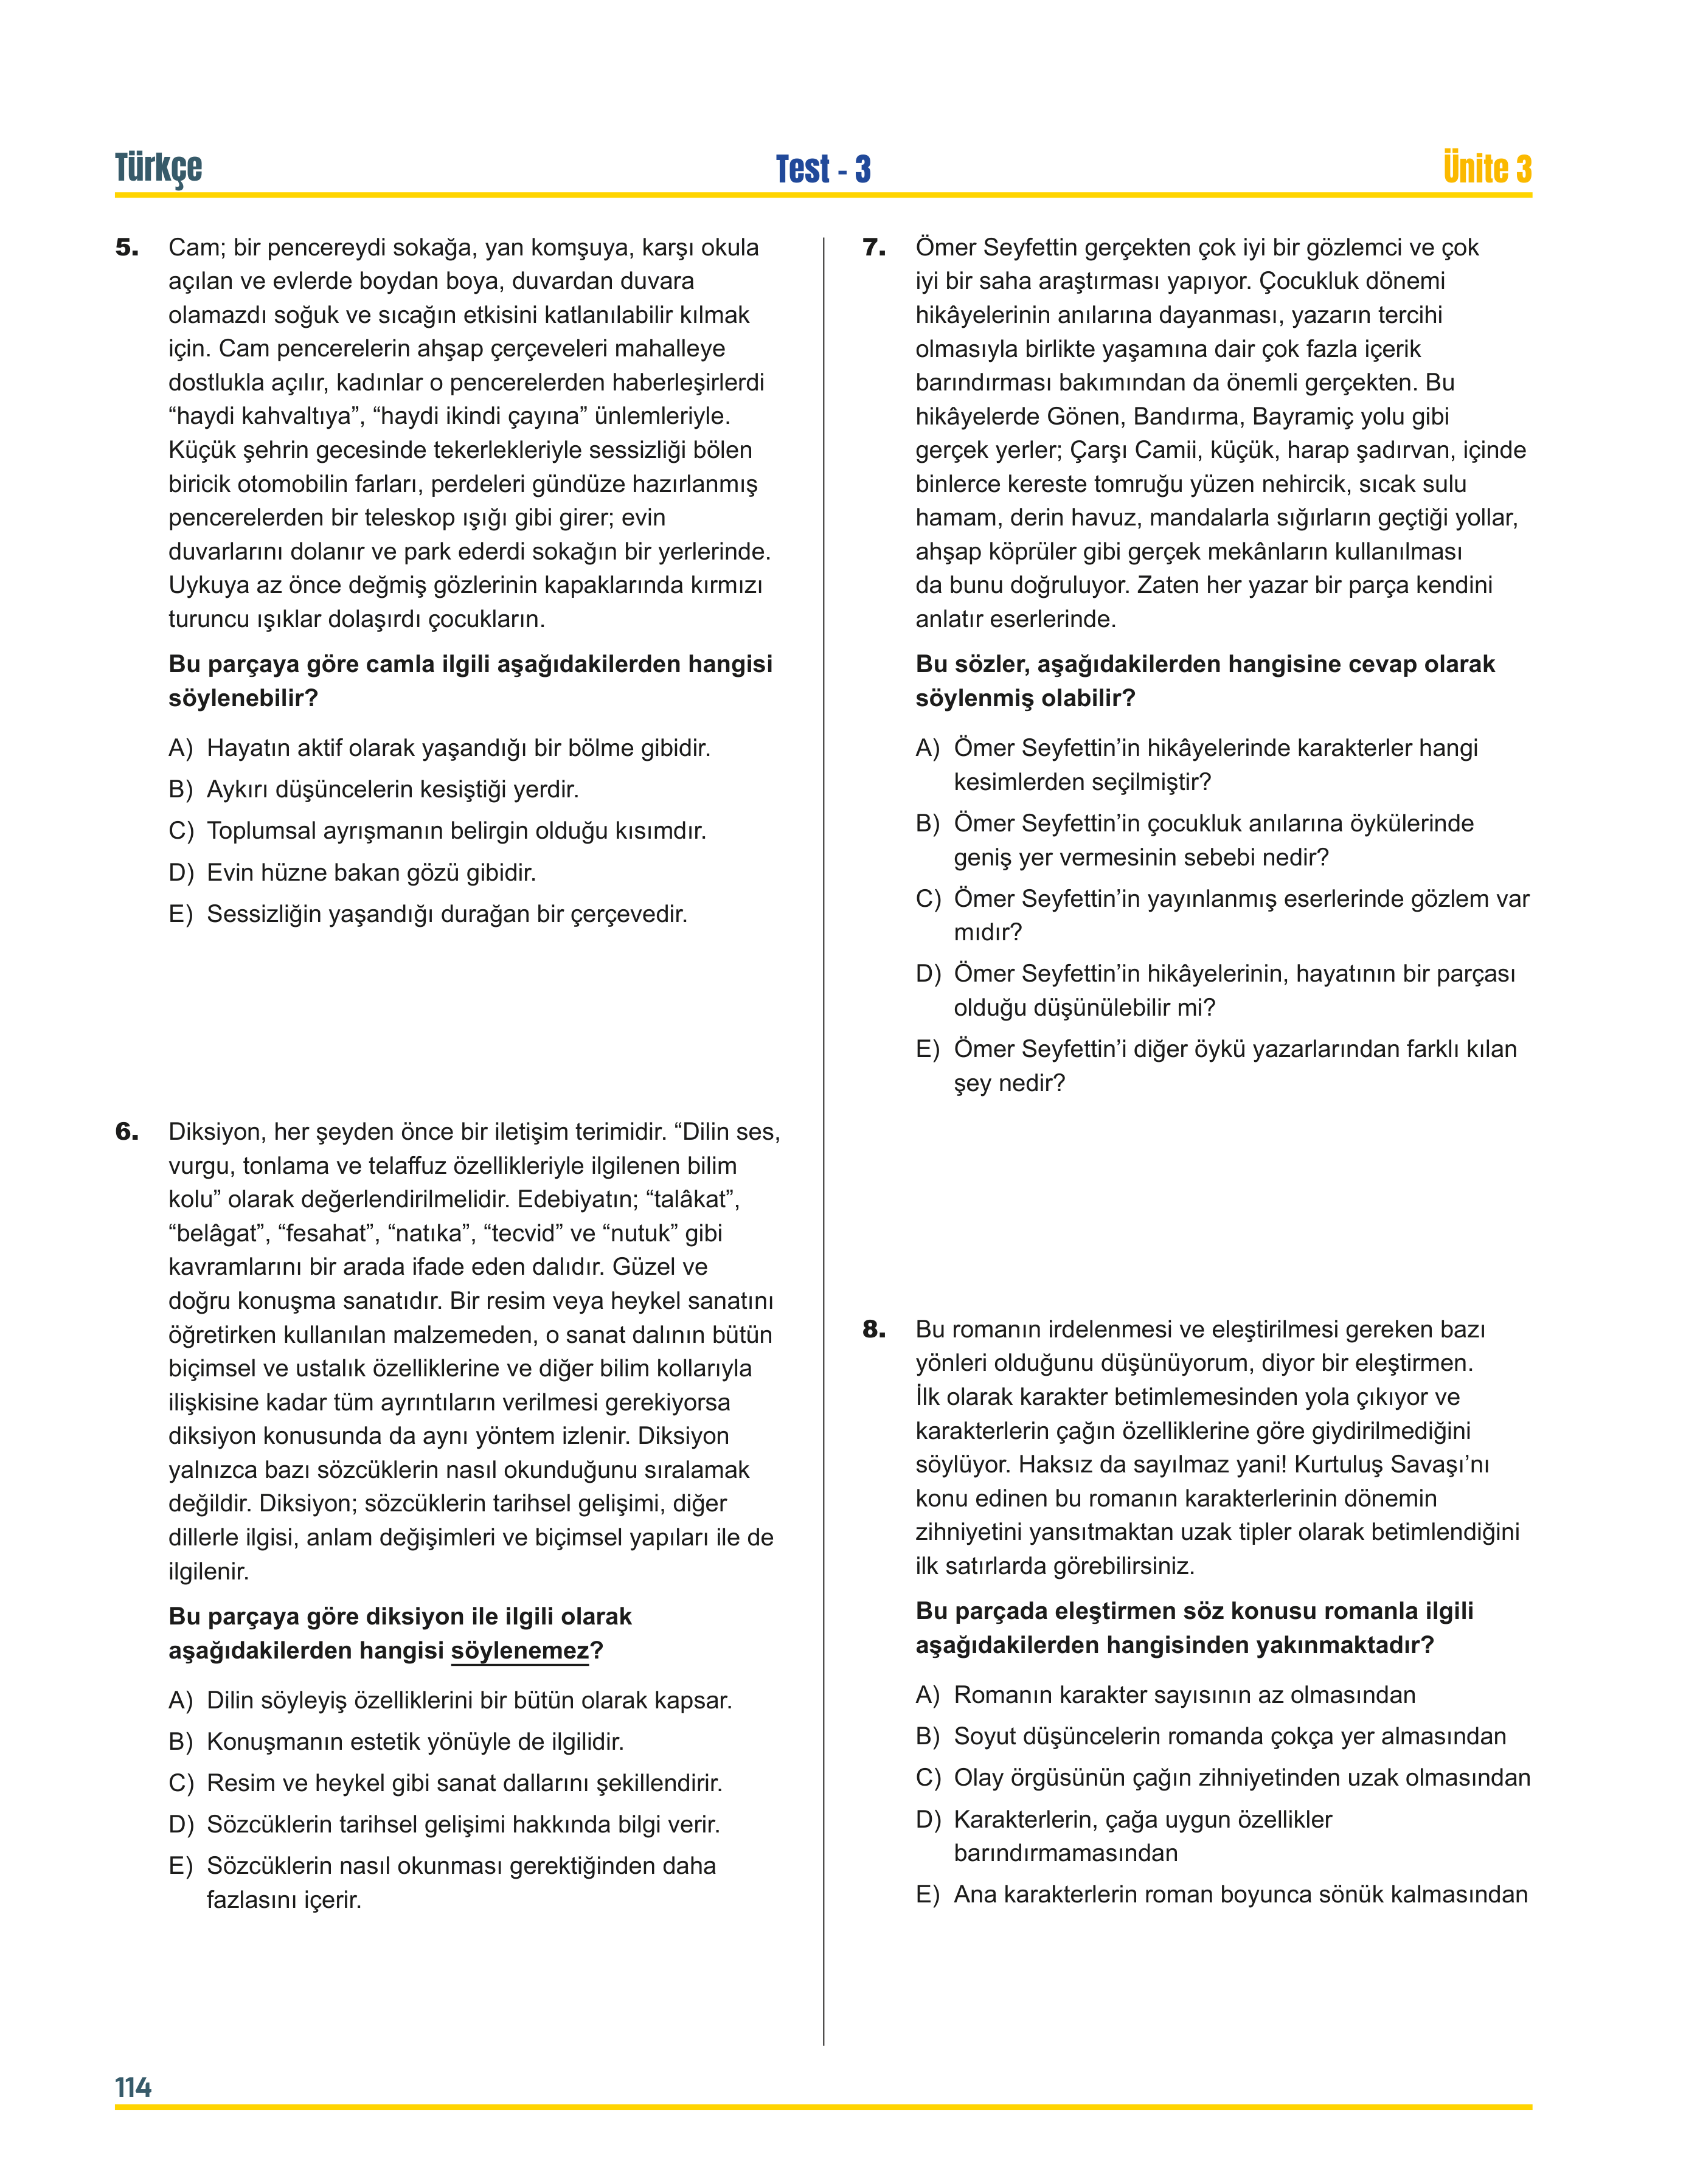 Türkçe
Test - 3
Ünite 3
5. Cam; bir pencereydi sokağa, yan komşuya, karşı okula
açılan ve evlerde boydan boya, duvardan duvara
olamazdı soğuk ve sıcağın etkisini katlanılabilir kılmak
için. Cam pencerelerin ahşap çerçeveleri mahalleye
dostlukla açılır, kadınlar o pencerelerden haberleşirlerdi
“haydi kahvaltıya”, “haydi ikindi çayına” ünlemleriyle.
Küçük şehrin gecesinde tekerlekleriyle sessizliği bölen
biricik otomobilin farları, perdeleri gündüze hazırlanmış
pencerelerden bir teleskop ışığı gibi girer; evin
duvarlarını dolanır ve park ederdi sokağın bir yerlerinde.
Uykuya az önce değmiş gözlerinin kapaklarında kırmızı
turuncu ışıklar dolaşırdı çocukların.
Bu parçaya göre camla ilgili aşağıdakilerden hangisi
söylenebilir?
A) Hayatın aktif olarak yaşandığı bir bölme gibidir.
B) Aykırı düşüncelerin kesiştiği yerdir.
C) Toplumsal ayrışmanın belirgin olduğu kısımdır.
D) Evin hüzne bakan gözü gibidir.
E) Sessizliğin yaşandığı durağan bir çerçevedir.
6. Diksiyon, her şeyden önce bir iletişim terimidir. “Dilin ses,
vurgu, tonlama ve telaffuz özellikleriyle ilgilenen bilim
kolu” olarak değerlendirilmelidir. Edebiyatın; “talâkat”,
“belâgat”, “fesahat”, “natıka”, “tecvid” ve “nutuk” gibi
kavramlarını bir arada ifade eden dalıdır. Güzel ve
doğru konuşma sanatıdır. Bir resim veya heykel sanatını
öğretirken kullanılan malzemeden, o sanat dalının bütün
biçimsel ve ustalık özelliklerine ve diğer bilim kollarıyla
ilişkisine kadar tüm ayrıntıların verilmesi gerekiyorsa
diksiyon konusunda da aynı yöntem izlenir. Diksiyon
yalnızca bazı sözcüklerin nasıl okunduğunu sıralamak
değildir. Diksiyon; sözcüklerin tarihsel gelişimi, diğer
dillerle ilgisi, anlam değişimleri ve biçimsel yapıları ile de
ilgilenir.
Bu parçaya göre diksiyon ile ilgili olarak
aşağıdakilerden hangisi söylenemez?
A) Dilin söyleyiş özelliklerini bir bütün olarak kapsar.
B) Konuşmanın estetik yönüyle de ilgilidir.
C) Resim ve heykel gibi sanat dallarını şekillendirir.
D) Sözcüklerin tarihsel gelişimi hakkında bilgi verir.
E) Sözcüklerin nasıl okunması gerektiğinden daha
fazlasını içerir.
7. Ömer Seyfettin gerçekten çok iyi bir gözlemci ve çok
iyi bir saha araştırması yapıyor. Çocukluk dönemi
hikâyelerinin anılarına dayanması, yazarın tercihi
olmasıyla birlikte yaşamına dair çok fazla içerik
barındırması bakımından da önemli gerçekten. Bu
hikâyelerde Gönen, Bandırma, Bayramiç yolu gibi
gerçek yerler; Çarşı Camii, küçük, harap şadırvan, içinde
binlerce kereste tomruğu yüzen nehircik, sıcak sulu
hamam, derin havuz, mandalarla sığırların geçtiği yollar,
ahşap köprüler gibi gerçek mekânların kullanılması
da bunu doğruluyor. Zaten her yazar bir parça kendini
anlatır eserlerinde.
Bu sözler, aşağıdakilerden hangisine cevap olarak
söylenmiş olabilir?
A) Ömer Seyfettin’in hikâyelerinde karakterler hangi
kesimlerden seçilmiştir?
B) Ömer Seyfettin’in çocukluk anılarına öykülerinde
geniş yer vermesinin sebebi nedir?
C) Ömer Seyfettin’in yayınlanmış eserlerinde gözlem var
mıdır?
D) Ömer Seyfettin’in hikâyelerinin, hayatının bir parçası
olduğu düşünülebilir mi?
E) Ömer Seyfettin’i diğer öykü yazarlarından farklı kılan
şey nedir?
8. Bu romanın irdelenmesi ve eleştirilmesi gereken bazı
yönleri olduğunu düşünüyorum, diyor bir eleştirmen.
İlk olarak karakter betimlemesinden yola çıkıyor ve
karakterlerin çağın özelliklerine göre giydirilmediğini
söylüyor. Haksız da sayılmaz yani! Kurtuluş Savaşı’nı
konu edinen bu romanın karakterlerinin dönemin
zihniyetini yansıtmaktan uzak tipler olarak betimlendiğini
ilk satırlarda görebilirsiniz.
Bu parçada eleştirmen söz konusu romanla ilgili
aşağıdakilerden hangisinden yakınmaktadır?
A) Romanın karakter sayısının az olmasından
B) Soyut düşüncelerin romanda çokça yer almasından
C) Olay örgüsünün çağın zihniyetinden uzak olmasından
D) Karakterlerin, çağa uygun özellikler
barındırmamasından
E) Ana karakterlerin roman boyunca sönük kalmasından
114